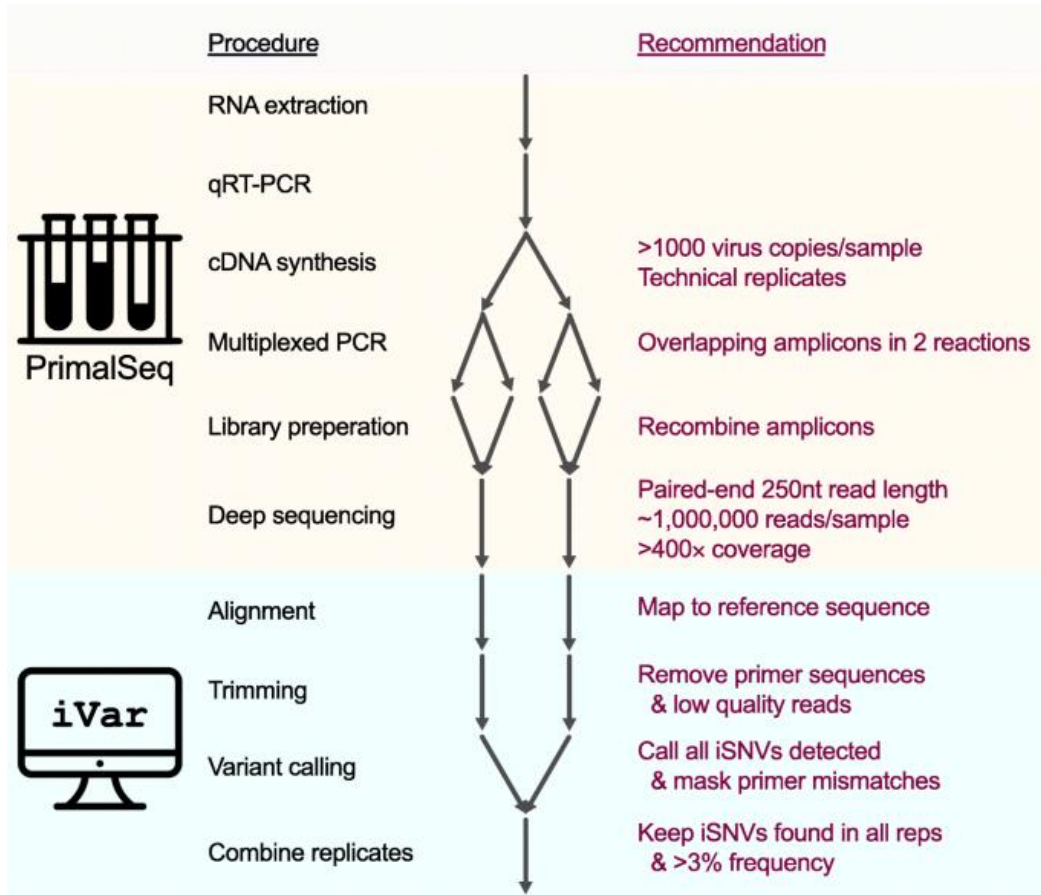 Procedure Recommendation
RNA extraction
qRT-PCR
cDNA synthesis
>1000 virus copies/sample
Technical replicates
PrimalSeq
Multiplexed PCR
Overlapping amplicons in 2 reactions
Library preperation
Recombine amplicons
Deep sequencing
Paired-end 250nt read length
~1,000,000 reads/sample
>400× coverage
Alignment
Map to reference sequence
iVar
Trimming
Remove primer sequences
& low quality reads
Variant calling
Call all iSNVs detected
& mask primer mismatches
Combine replicates
Keep iSNVs found in all reps
& >3% frequency